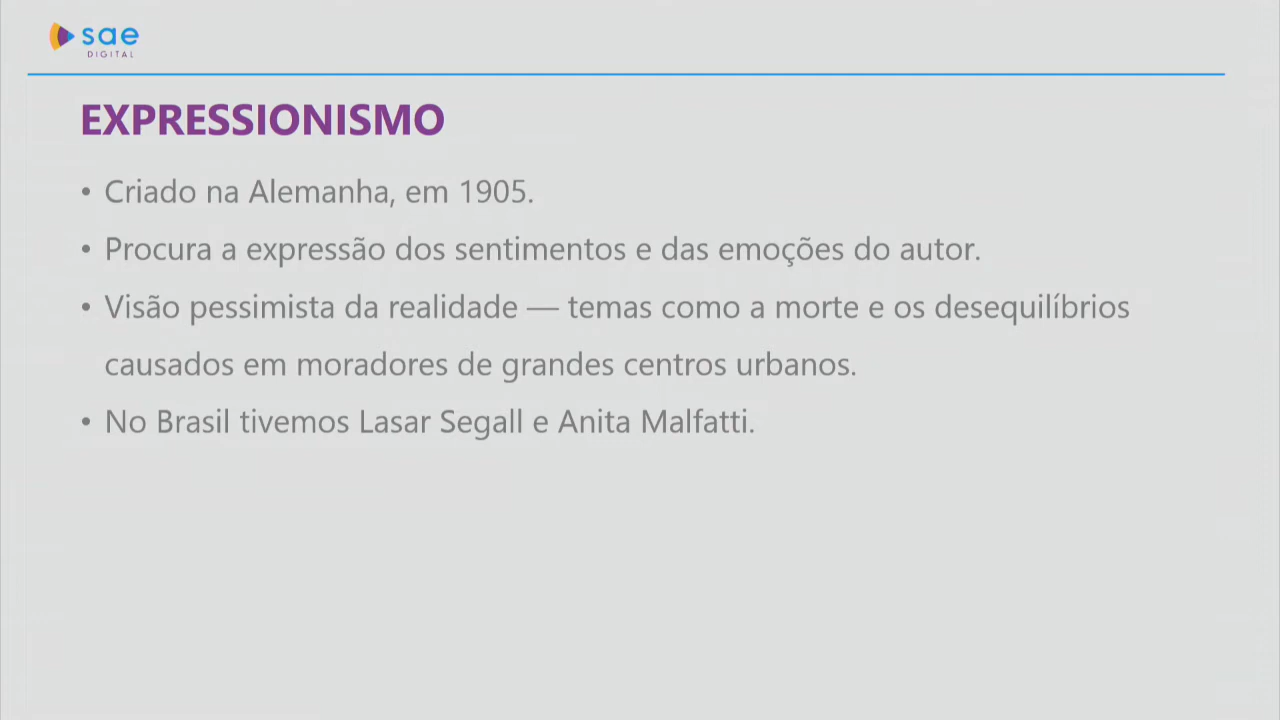 sae
DIGITAL
EXPRESSIONISMO
• Criado na Alemanha, em 1905.
• Procura a expressão dos sentimentos e das emoções do autor.
• Visão pessimista da realidade — temas como a morte e os desequilíbrios
causados em moradores de grandes centros urbanos.
• No Brasil tivemos Lasar Segall e Anita Malfatti.